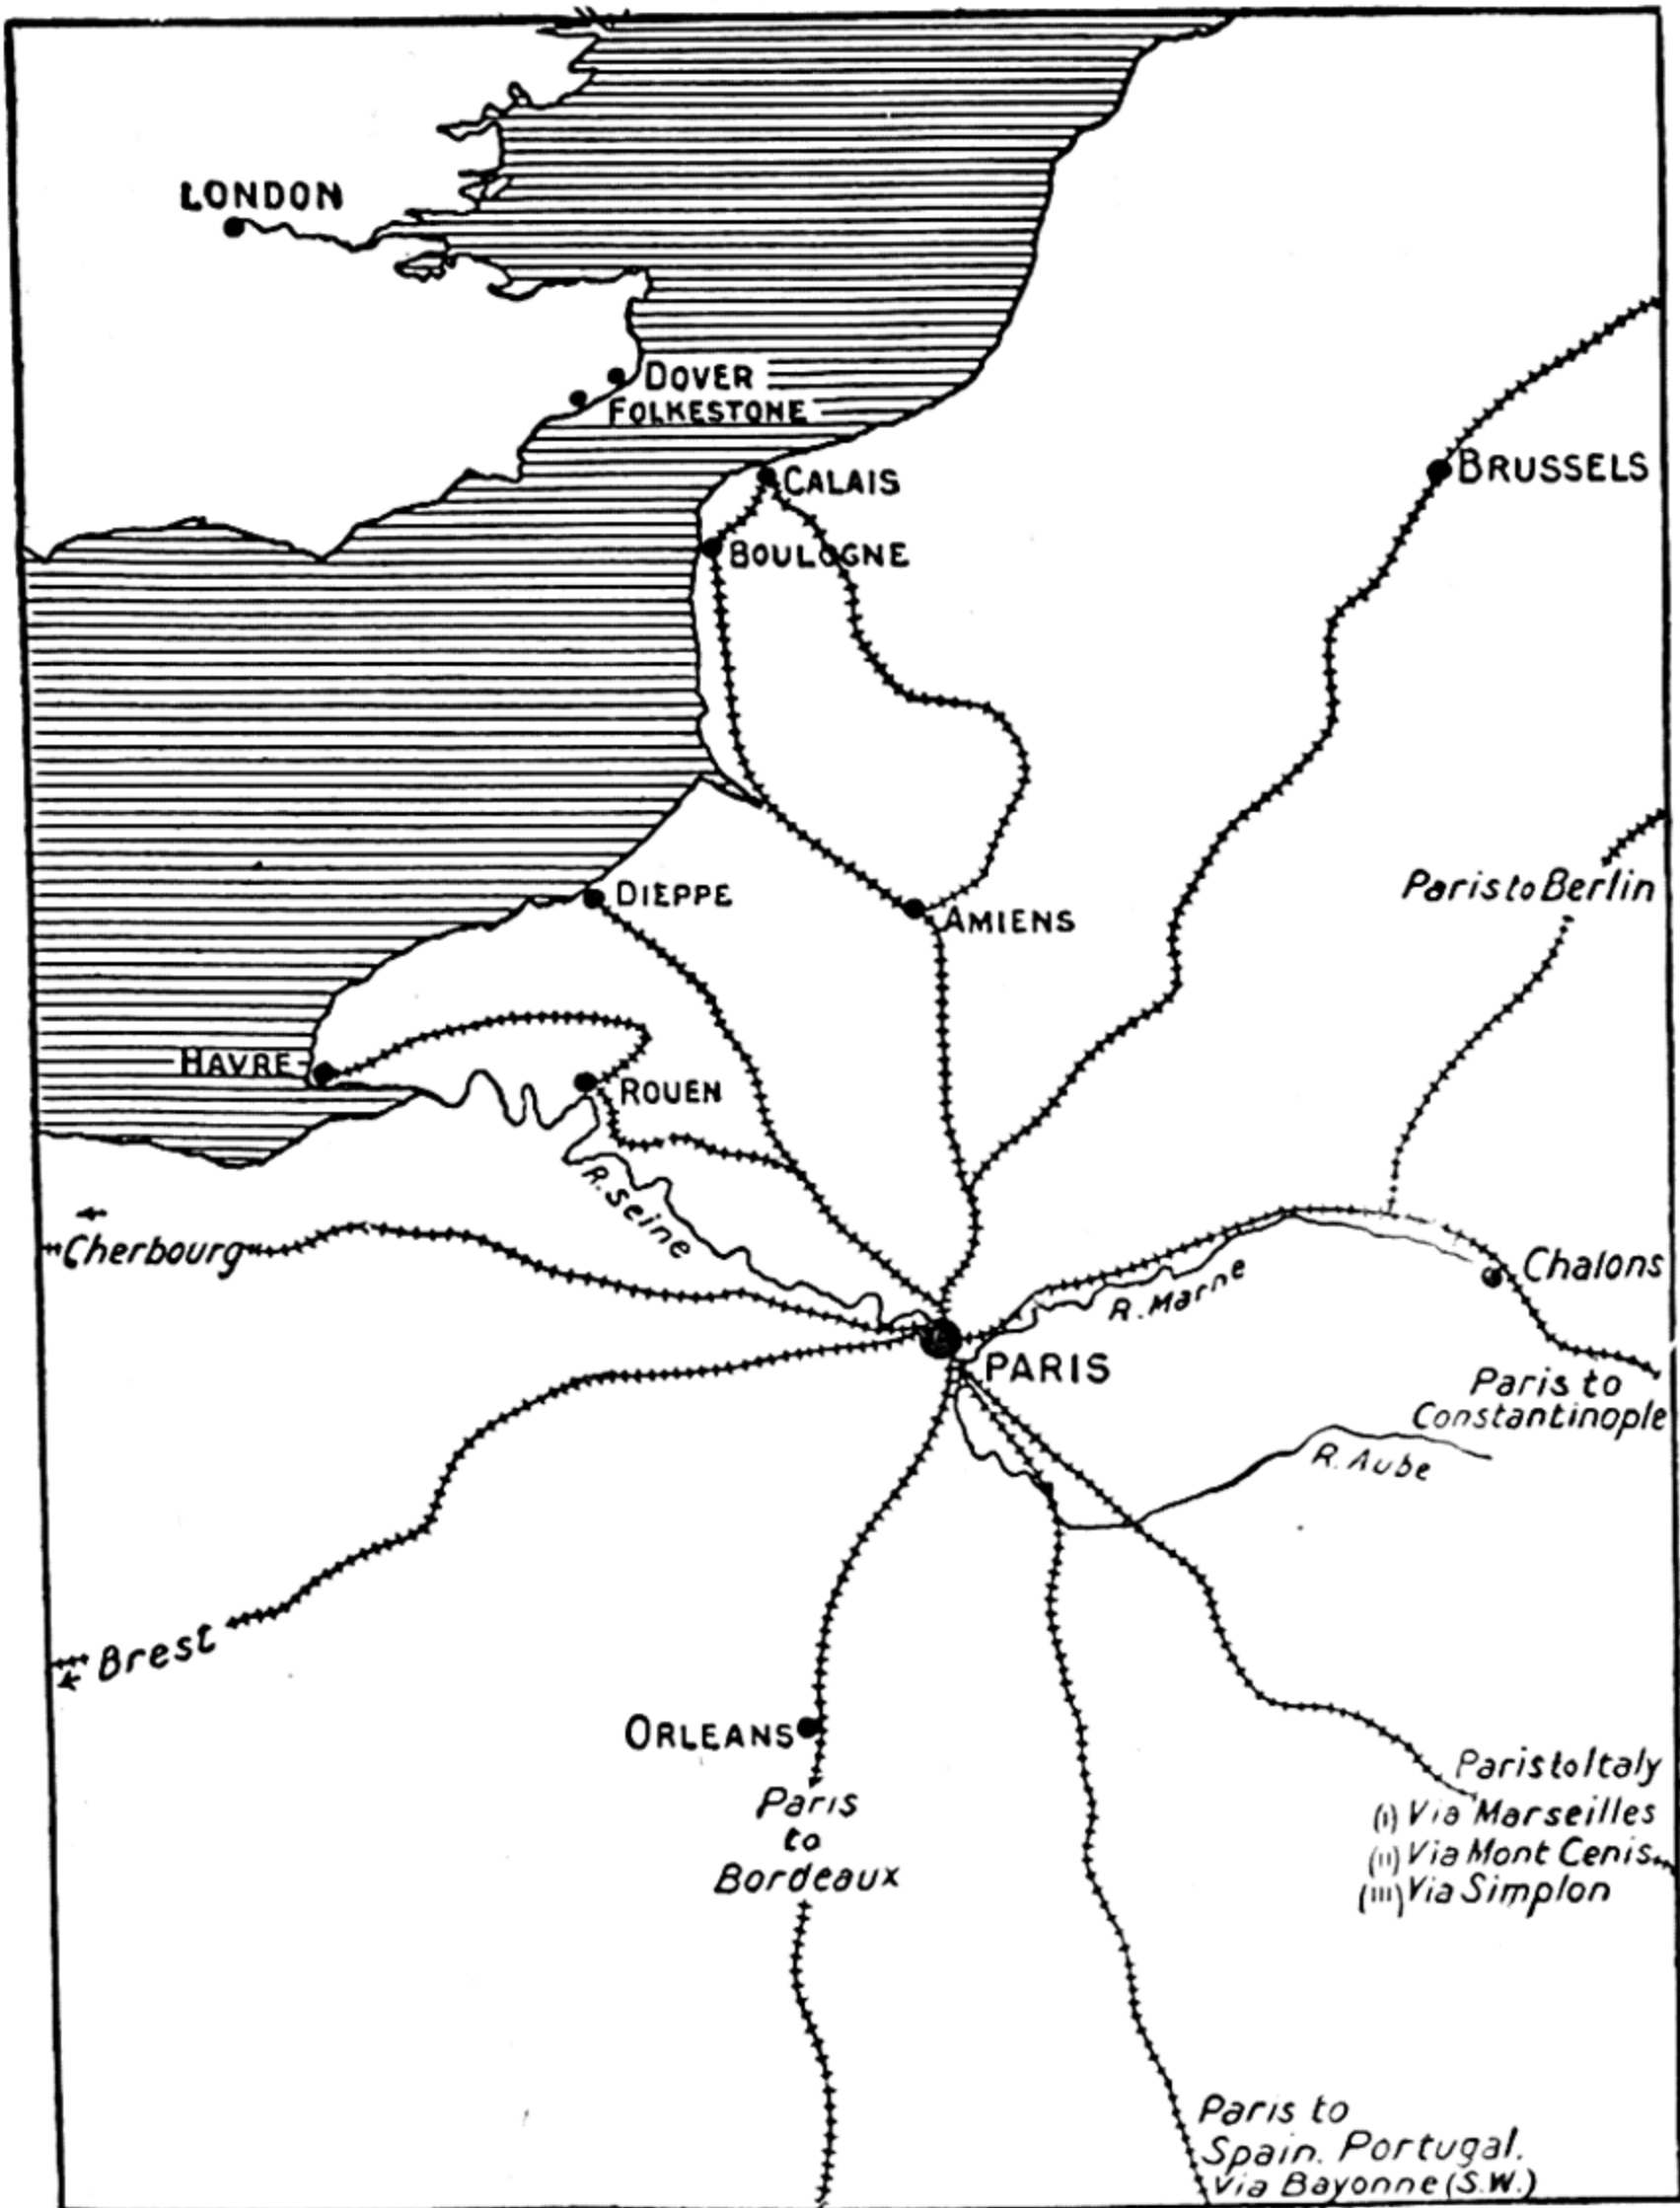 LONDON
DOVER
FOLKESTONE
CALAIS
BRUSSELS
BOULOGNE
Paris to Berlin
DIEPPE
AMIENS
HAVRE
ROUEN
R. Seine
Cherbourg
Chalons
R. Marne
PARIS
Paris to
Constantinople
R. Aube
Brest
ORLEANS
Paris
to
Bordeaux
Paris to Italy
(I) Via Marseilles
(II) Via Mont Cenis
(III) Via Simplon
Paris to
Spain. Portugal.
Via Bayonne (S.W.)